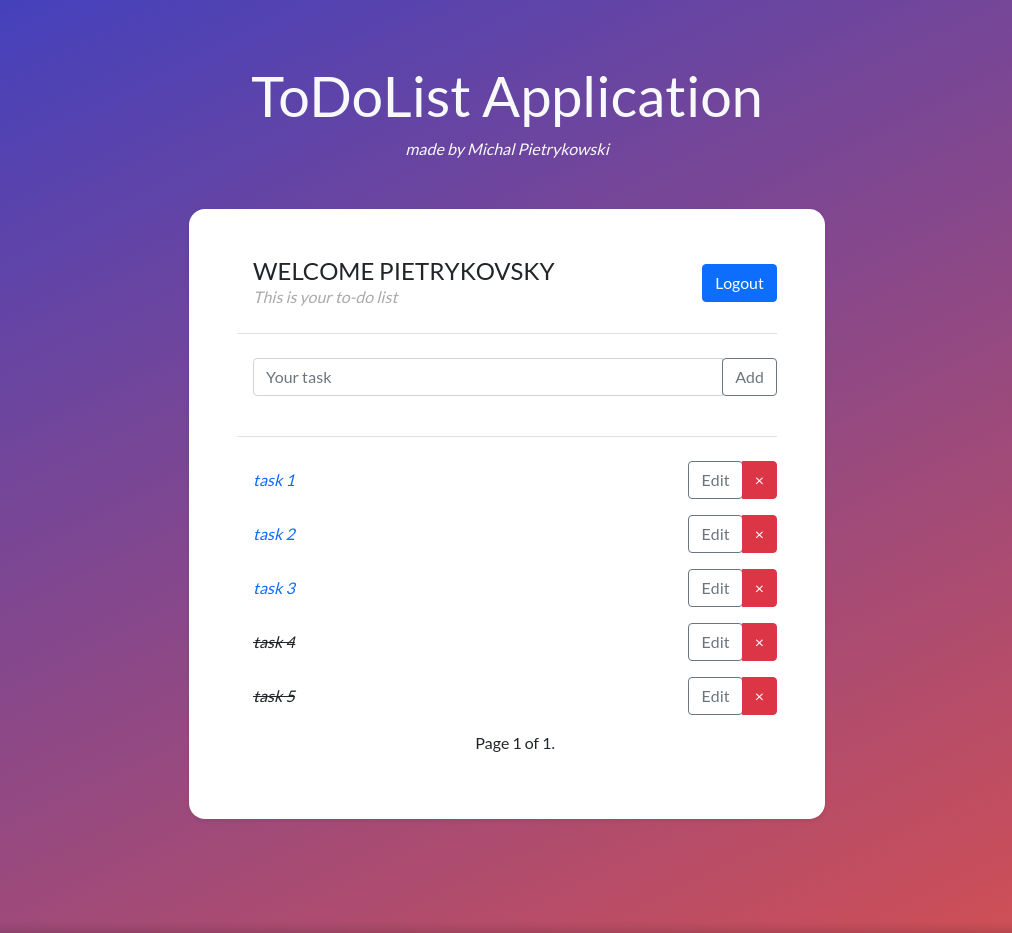 ToDoList Application
made by Michal Pietrykowski
WELCOME PIETRYKOVSKY
This is your to-do list
Logout
Your task
Add
task 1
Edit ×
task 2
Edit ×
task 3
Edit ×
task 4
Edit ×
task 5
Edit ×
Page 1 of 1.